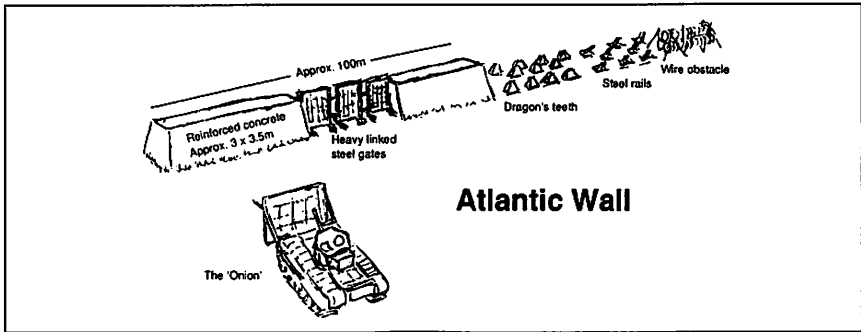 Approx. 100m
Wire obstacle
Steel rails
Dragon's teeth
Reinforced concrete
Approx. 3 x 3.5m
Heavy linked
steel gates
Atlantic Wall
The 'Onion'